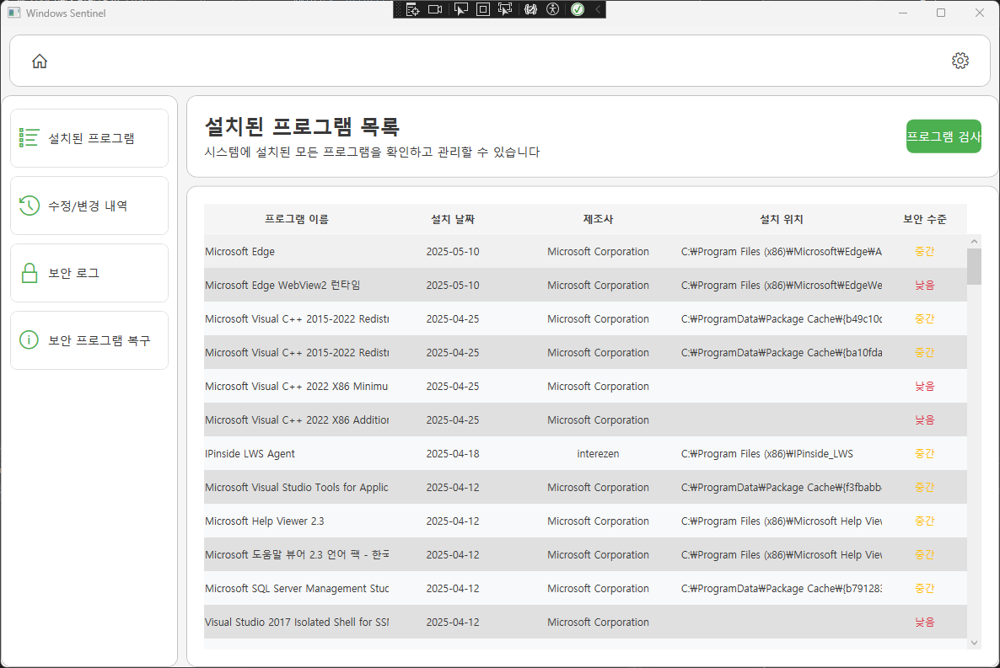 Windows Sentinel
설치된 프로그램
수정/변경 내역
보안 로그
보안 프로그램 복구
설치된 프로그램 목록
시스템에 설치된 모든 프로그램을 확인하고 관리할 수 있습니다
프로그램 검사
프로그램 이름 설치 날짜 제조사 설치 위치 보안 수준
Microsoft Edge 2025-05-10 Microsoft Corporation C:₩Program Files (x86)₩Microsoft₩Edge₩A 중간
Microsoft Edge WebView2 런타임 2025-05-10 Microsoft Corporation C:₩Program Files (x86)₩Microsoft₩EdgeWe 낮음
Microsoft Visual C++ 2015-2022 Redistr 2025-04-25 Microsoft Corporation C:₩ProgramData₩Package Cache₩{b49c10c 중간
Microsoft Visual C++ 2015-2022 Redistr 2025-04-25 Microsoft Corporation C:₩ProgramData₩Package Cache₩{ba10fda 중간
Microsoft Visual C++ 2022 X86 Minimu 2025-04-25 Microsoft Corporation 낮음
Microsoft Visual C++ 2022 X86 Addition 2025-04-25 Microsoft Corporation 낮음
IPinside LWS Agent 2025-04-18 interezen C:₩Program Files (x86)₩IPinside_LWS 중간
Microsoft Visual Studio Tools for Applic 2025-04-12 Microsoft Corporation C:₩ProgramData₩Package Cache₩{f3fbabb 중간
Microsoft Help Viewer 2.3 2025-04-12 Microsoft Corporation C:₩Program Files (x86)₩Microsoft Help View 중간
Microsoft 도움말 뷰어 2.3 언어 팩 - 한국 2025-04-12 Microsoft Corporation C:₩Program Files (x86)₩Microsoft Help View 중간
Microsoft SQL Server Management Stud 2025-04-12 Microsoft Corporation C:₩ProgramData₩Package Cache₩{b791283 중간
Visual Studio 2017 Isolated Shell for SSM 2025-04-12 Microsoft Corporation 낮음